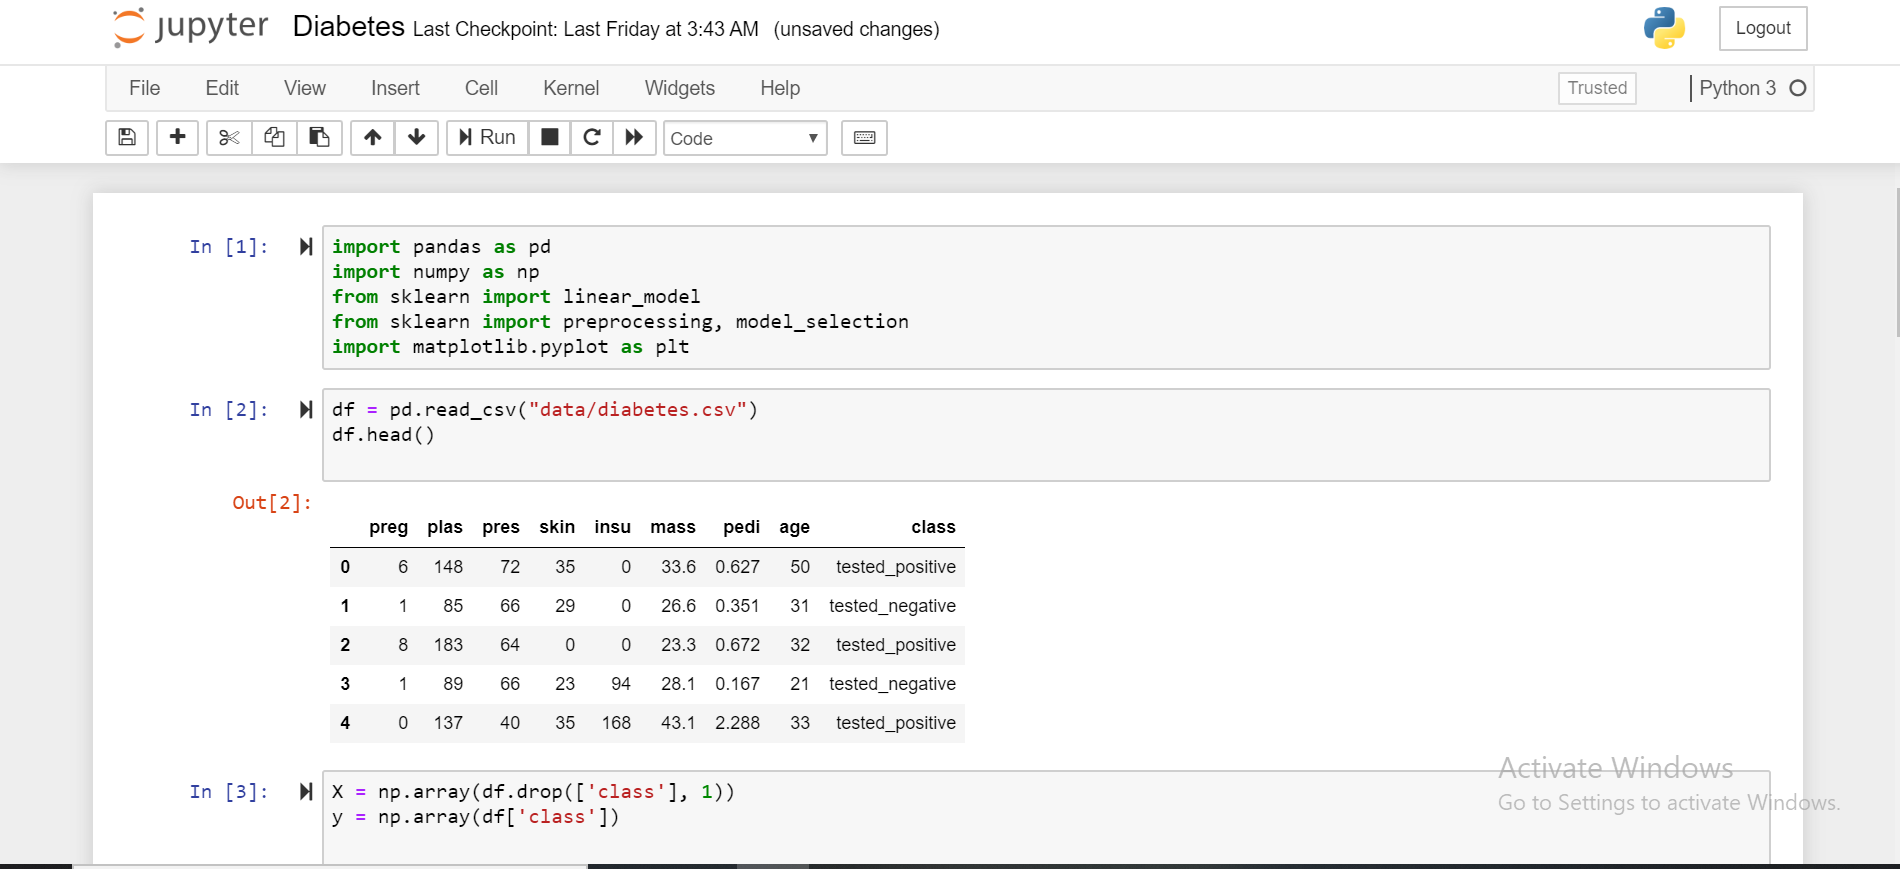 jupyter Diabetes Last Checkpoint: Last Friday at 3:43 AM (unsaved changes) Logout
File Edit View Insert Cell Kernel Widgets Help Trusted Python 3
Run Code
In [1]:
import pandas as pd
import numpy as np
from sklearn import linear_model
from sklearn import preprocessing, model_selection
import matplotlib.pyplot as plt
In [2]:
df = pd.read_csv("data/diabetes.csv")
df.head()
Out[2]:
preg plas pres skin insu mass pedi age class
0 6 148 72 35 0 33.6 0.627 50 tested_positive
1 1 85 66 29 0 26.6 0.351 31 tested_negative
2 8 183 64 0 0 23.3 0.672 32 tested_positive
3 1 89 66 23 94 28.1 0.167 21 tested_negative
4 0 137 40 35 168 43.1 2.288 33 tested_positive
In [3]:
X = np.array(df.drop(['class'], 1))
y = np.array(df['class'])
Activate Windows
Go to Settings to activate Windows.